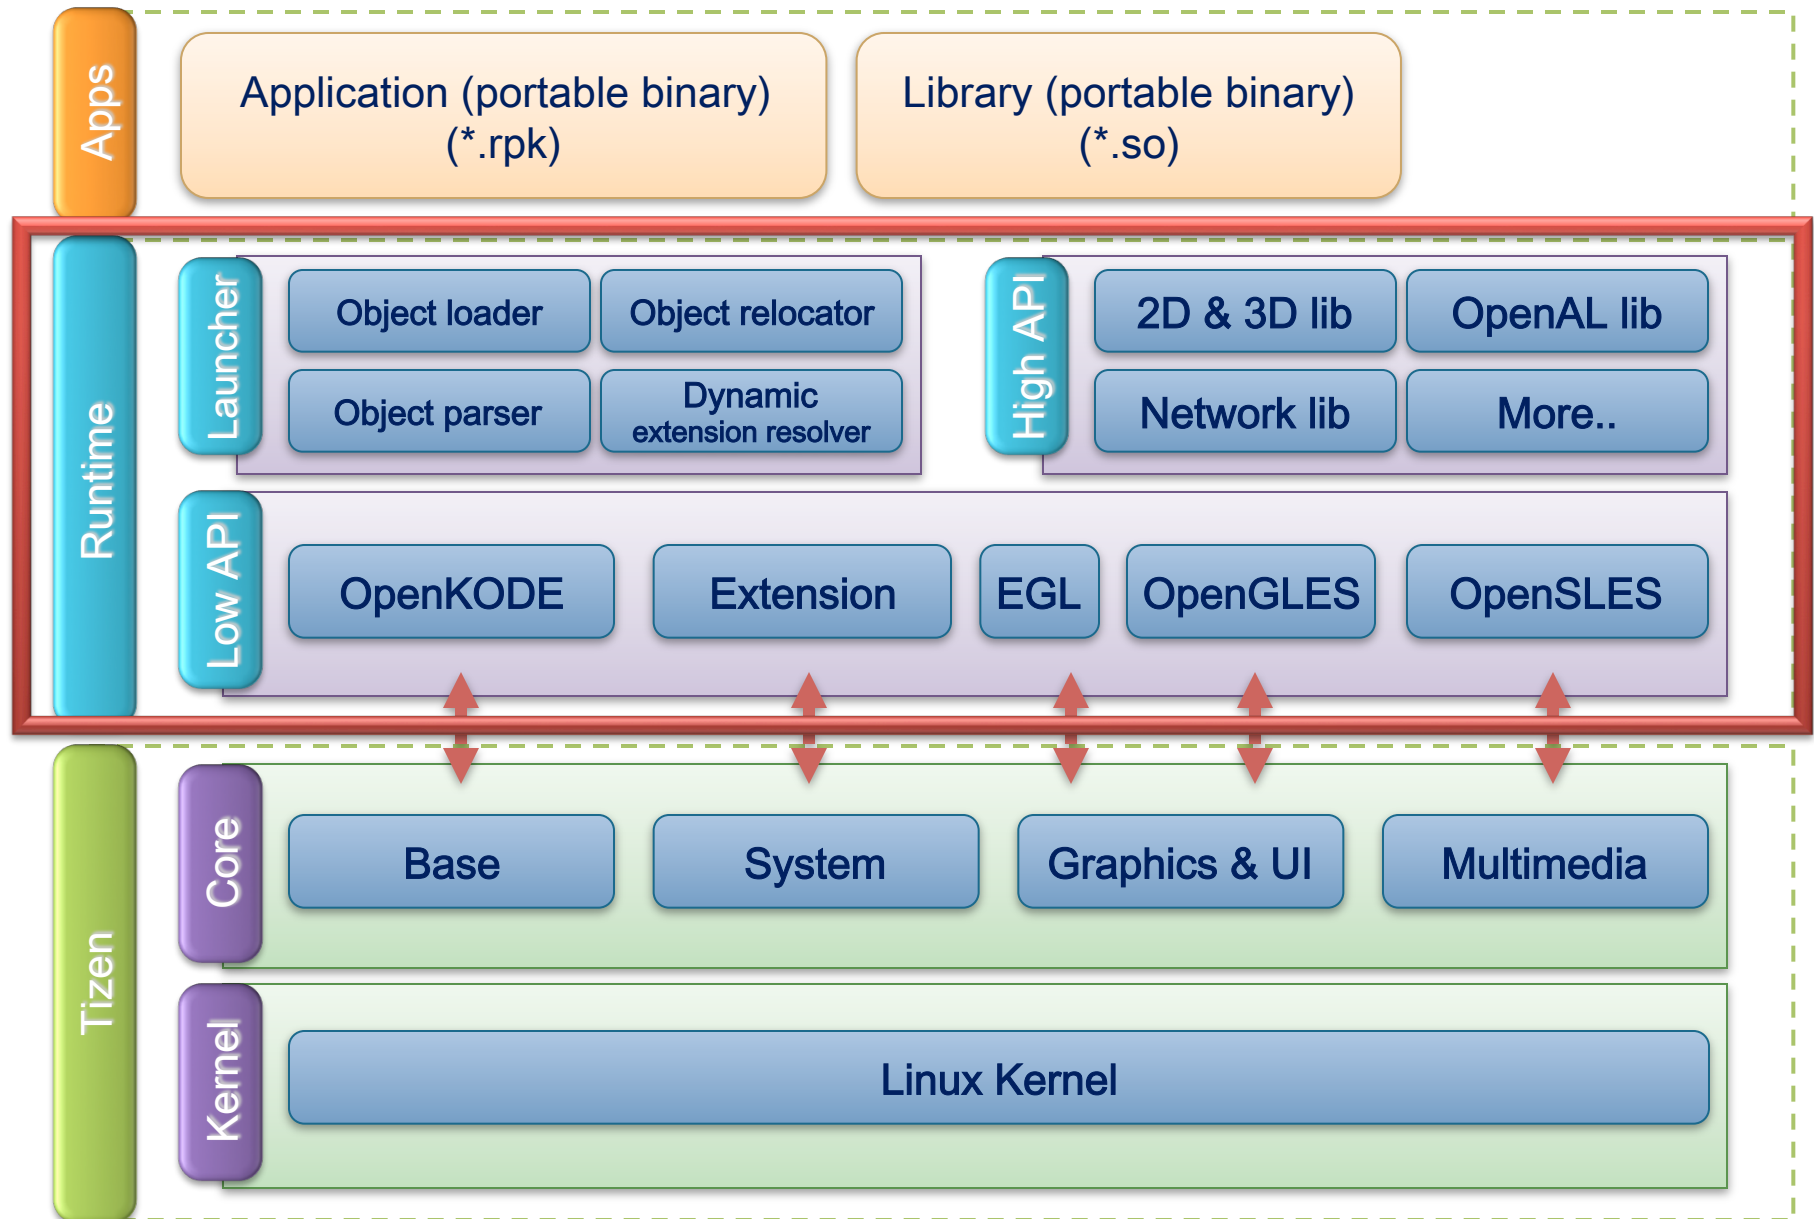 Apps
Application (portable binary)
(*.rpk)
Library (portable binary)
(*.so)
Runtime
Launcher
Object loader
Object relocator
Object parser
Dynamic
extension resolver
High API
2D & 3D lib
OpenAL lib
Network lib
More..
Low API
OpenKODE
Extension
EGL
OpenGLES
OpenSLES
Tizen
Core
Base
System
Graphics & UI
Multimedia
Kernel
Linux Kernel